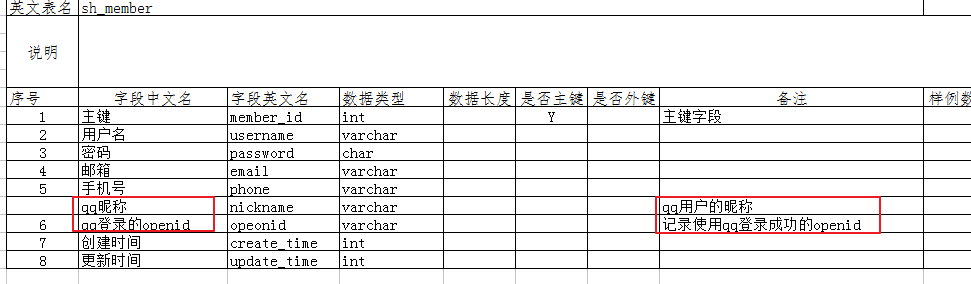 英文表名 sh_member
说明
序号 字段中文名 字段英文名 数据类型 数据长度 是否主键 是否外键 备注 样例数
1 主键 member_id int Y 主键字段
2 用户名 username varchar
3 密码 password char
4 邮箱 email varchar
5 手机号 phone varchar
qq昵称 nickname varchar qq用户的昵称
6 qq登录的openid opeonid varchar 记录使用qq登录成功的openid
7 创建时间 create_time int
8 更新时间 update_time int